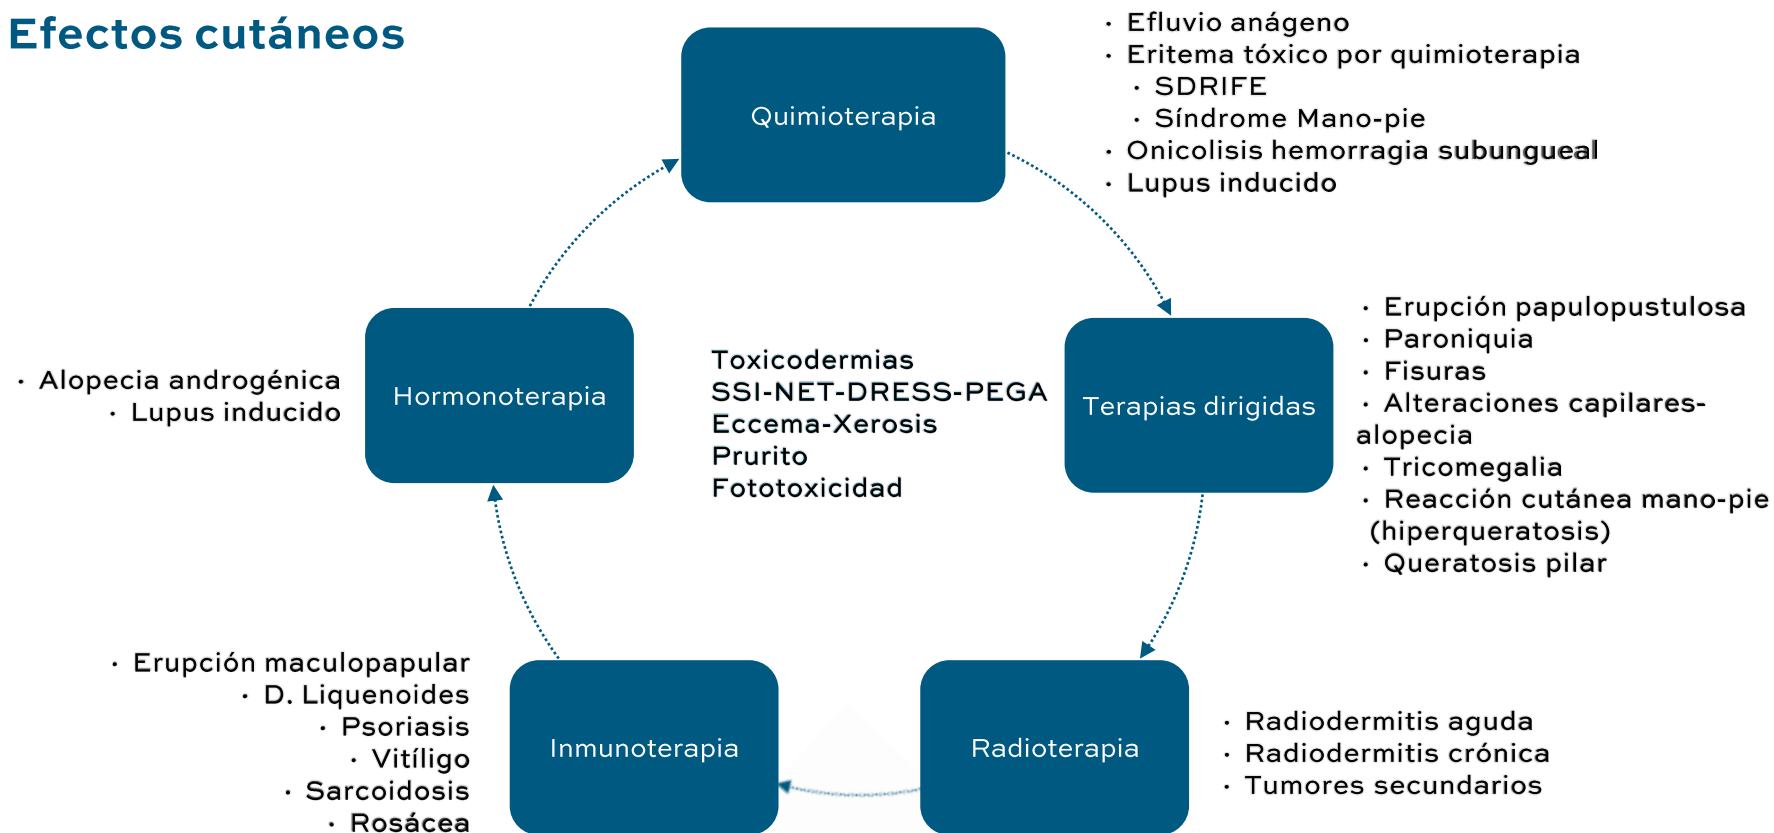 Efectos cutáneos
Quimioterapia
· Efluvio anágeno
· Eritema tóxico por quimioterapia
· SDRIFE
· Síndrome Mano-pie
· Onicolisis hemorragia subungueal
· Lupus inducido
Terapias dirigidas
· Erupción papulopustulosa
· Paroniquia
· Fisuras
· Alteraciones capilares-
alopecia
· Tricomegalia
· Reacción cutánea mano-pie
(hiperqueratosis)
· Queratosis pilar
Toxicodermias
SSI-NET-DRESS-PEGA
Eccema-Xerosis
Prurito
Fototoxicidad
Hormonoterapia
· Alopecia androgénica
· Lupus inducido
Radioterapia
· Radiodermitis aguda
· Radiodermitis crónica
· Tumores secundarios
Inmunoterapia
· Erupción maculopapular
· D. Liquenoides
· Psoriasis
· Vitíligo
· Sarcoidosis
· Rosácea